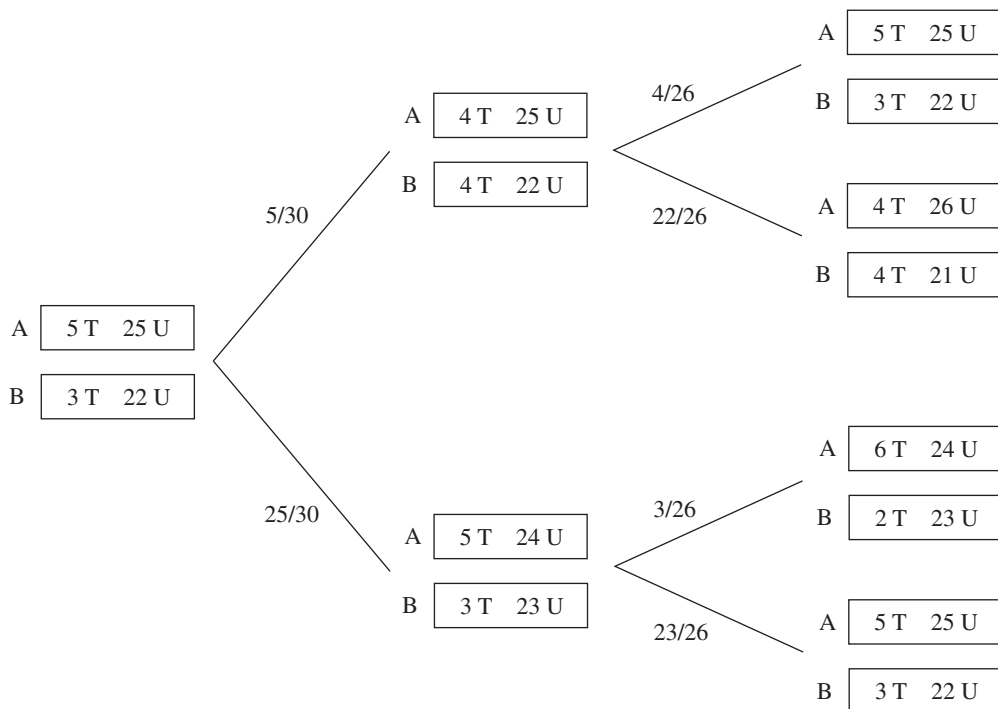 A 5 T 25 U
B 3 T 22 U
5/30
25/30
A 4 T 25 U
B 4 T 22 U
4/26
22/26
A 5 T 24 U
B 3 T 23 U
3/26
23/26
A 5 T 25 U
B 3 T 22 U
A 4 T 26 U
B 4 T 21 U
A 6 T 24 U
B 2 T 23 U
A 5 T 25 U
B 3 T 22 U